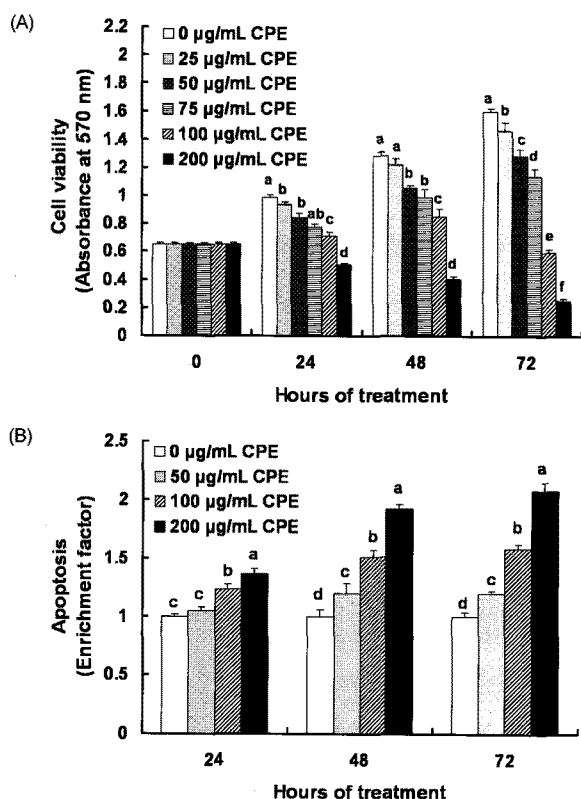 (A)
2.2
2
1.8
1.6
1.4
1.2
1
0.8
0.6
0.4
0.2
0
Cell viability
(Absorbance at 570 nm)
0 µg/mL CPE
25 µg/mL CPE
50 µg/mL CPE
75 µg/mL CPE
100 µg/mL CPE
200 µg/mL CPE
a b b ab c d
a a b b c d
a b c d e f
0 24 48 72
Hours of treatment
(B)
2.5
2
1.5
1
0.5
0
Apoptosis
(Enrichment factor)
0 µg/mL CPE
50 µg/mL CPE
100 µg/mL CPE
200 µg/mL CPE
c c b a
d c b a
d c b a
24 48 72
Hours of treatment